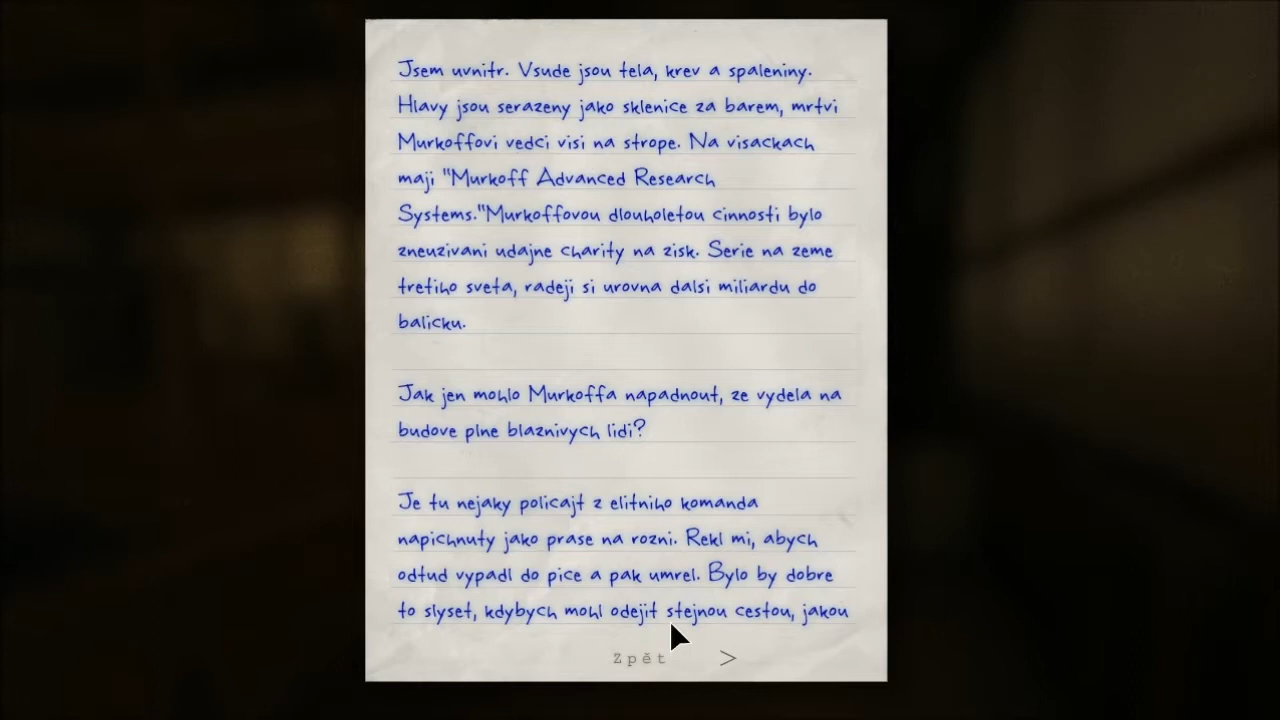 Jsem uvnitr. Vsude jsou tela, krev a spaleniny.
Hlavy jsou serazeny jako sklenice za barem, mrtvi
Murkoffovi vedci visi na strope. Na visackach
maji "Murkoff Advanced Research
Systems."Murkoffovou dlouholetou cinnosti bylo
zneuzivani udajne charity na zisk. Serie na zeme
tretiho sveta, radeji si urovna dalsi miliardu do
balicku.
Jak jen mohlo Murkoffa napadnout, ze vydela na
budove plne blaznivych lidi?
Je tu nejaky policajt z elitniho komanda
napichnuty jako prase na rozni. Rekl mi, abych
odtud vypadl do pice a pak umrel. Bylo by dobre
to slyset, kdybych mohl odejit stejnou cestou, jakou
Zpět >